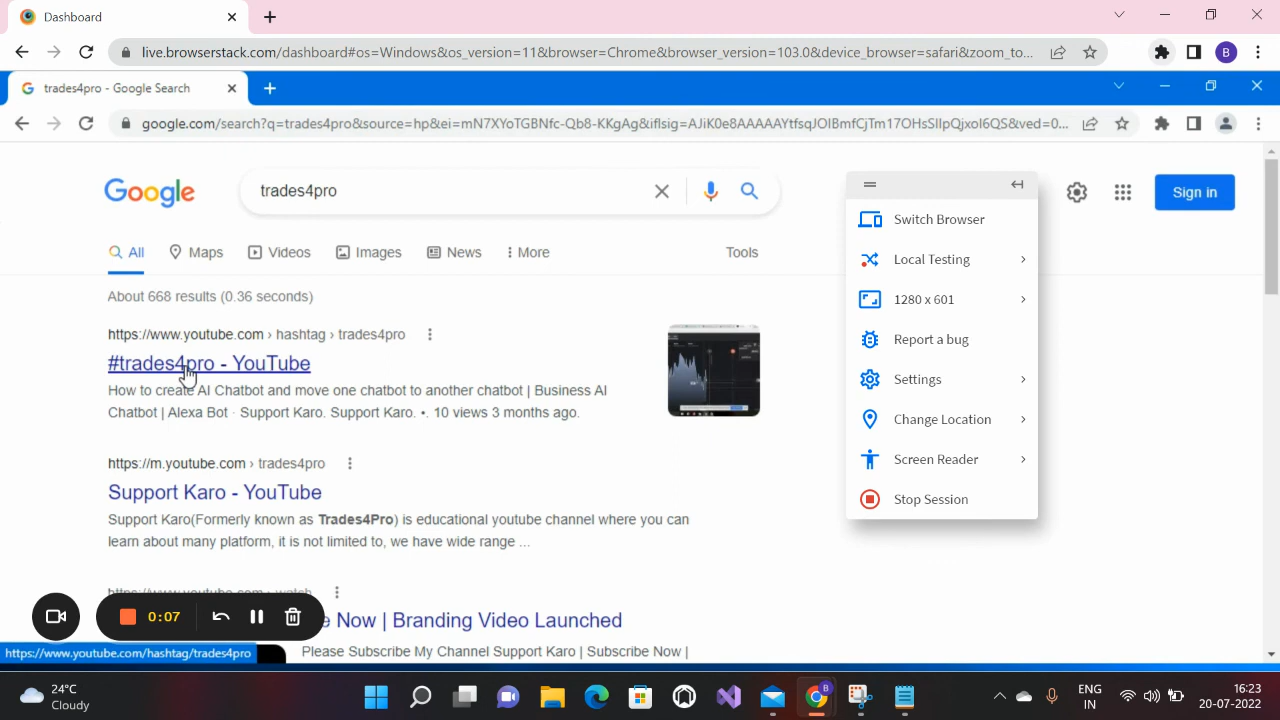 Dashboard
live.browserstack.com/dashboard#os=Windows&os_version=11&browser=Chrome&browser_version=103.0&device_browser=safari&zoom_to...
B
trades4pro - Google Search
google.com/search?q=trades4pro&source=hp&ei=mN7XYoTGBNfc-Qb8-KKgAg&iflsig=AJiK0e8AAAAAYtfsqJOIBmfCjTm17OHsSIlpQjxoI6QS&ved=0...
Google
trades4pro
Sign in
All
Maps
Videos
Images
News
More
Tools
About 668 results (0.36 seconds)
https://www.youtube.com › hashtag › trades4pro
#trades4pro - YouTube
How to create AI Chatbot and move one chatbot to another chatbot | Business AI
Chatbot | Alexa Bot · Support Karo. Support Karo. •. 10 views 3 months ago.
https://m.youtube.com › trades4pro
Support Karo - YouTube
Support Karo(Formerly known as Trades4Pro) is educational youtube channel where you can
learn about many platform, it is not limited to, we have wide range ...
https://www.youtube.com › watch
e Now | Branding Video Launched
Please Subscribe My Channel Support Karo | Subscribe Now |
Switch Browser
Local Testing
1280 x 601
Report a bug
Settings
Change Location
Screen Reader
Stop Session
0:07
https://www.youtube.com/hashtag/trades4pro
24°C
Cloudy
B
ENG
IN
16:23
20-07-2022